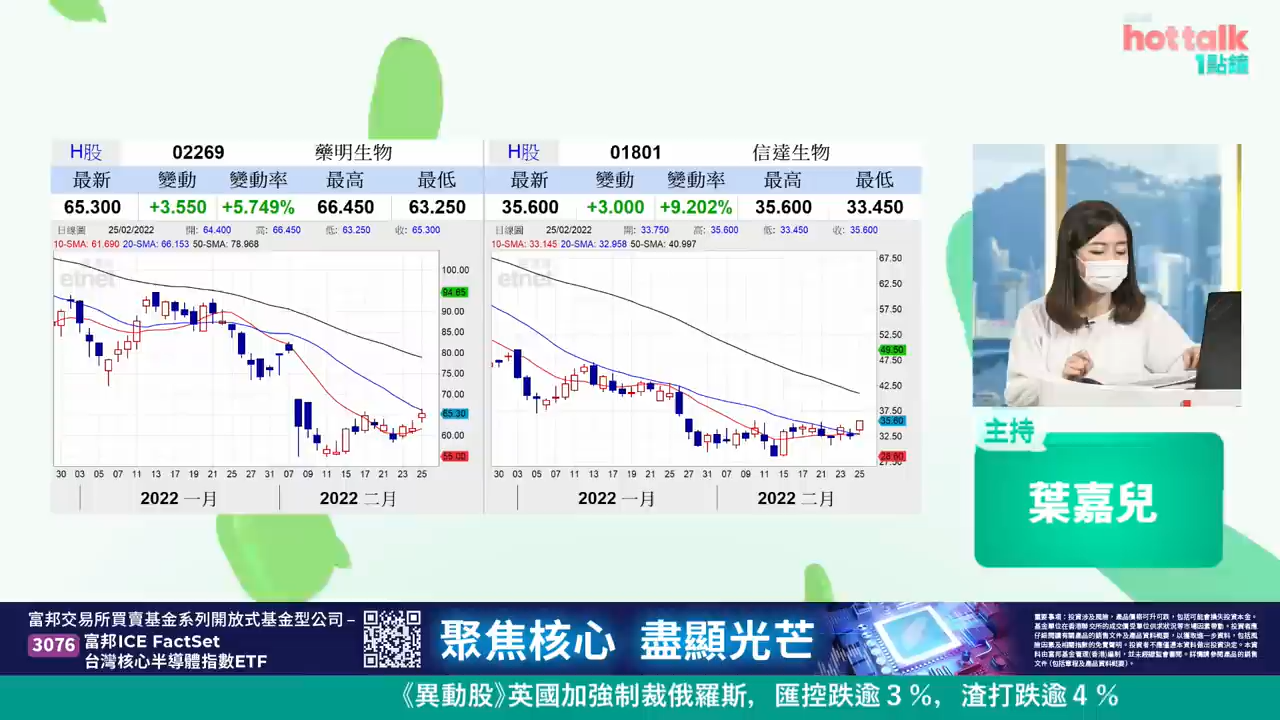 hot talk
1點鐘
H股 02269 藥明生物
最新 變動 變動率 最高 最低
65.300 +3.550 +5.749% 66.450 63.250
日線圖 25/02/2022 開: 64.400 高: 66.450 低: 63.250 收: 65.300
10-SMA: 61.690 20-SMA: 66.153 50-SMA: 78.968
etnet
100.00
94.65
90.00
85.00
80.00
75.00
70.00
65.30
60.00
55.00
30 03 05 07 11 13 17 19 21 25 27 31 07 09 11 15 17 21 23 25
2022 一月 2022 二月
H股 01801 信達生物
最新 變動 變動率 最高 最低
35.600 +3.000 +9.202% 35.600 33.450
日線圖 25/02/2022 開: 33.750 高: 35.600 低: 33.450 收: 35.600
10-SMA: 33.145 20-SMA: 32.958 50-SMA: 40.997
etnet
67.50
62.50
57.50
52.50
49.50
47.50
42.50
37.50
35.60
32.50
28.60
27.50
30 03 05 07 11 13 17 19 21 25 27 31 07 09 11 15 17 21 23 25
2022 一月 2022 二月
主持
葉嘉兒
富邦交易所買賣基金系列開放式基金型公司 –
3076 富邦ICE FactSet
台灣核心半導體指數ETF
聚焦核心 盡顯光芒
《異動股》英國加強制裁俄羅斯，匯控跌逾3%，渣打跌逾4%